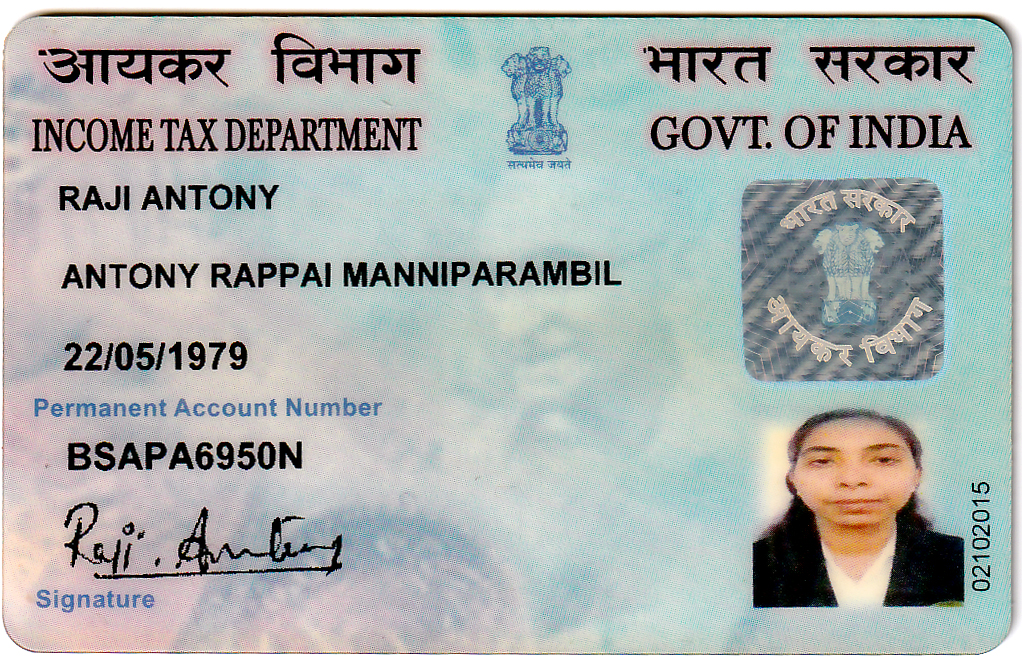 आयकर विभाग
भारत सरकार
INCOME TAX DEPARTMENT
GOVT. OF INDIA
सत्यमेव जयते
RAJI ANTONY
भारत सरकार
आयकर विभाग
ANTONY RAPPAI MANNIPARAMBIL
22/05/1979
Permanent Account Number
BSAPA6950N
Raji. Antony
Signature
02102015